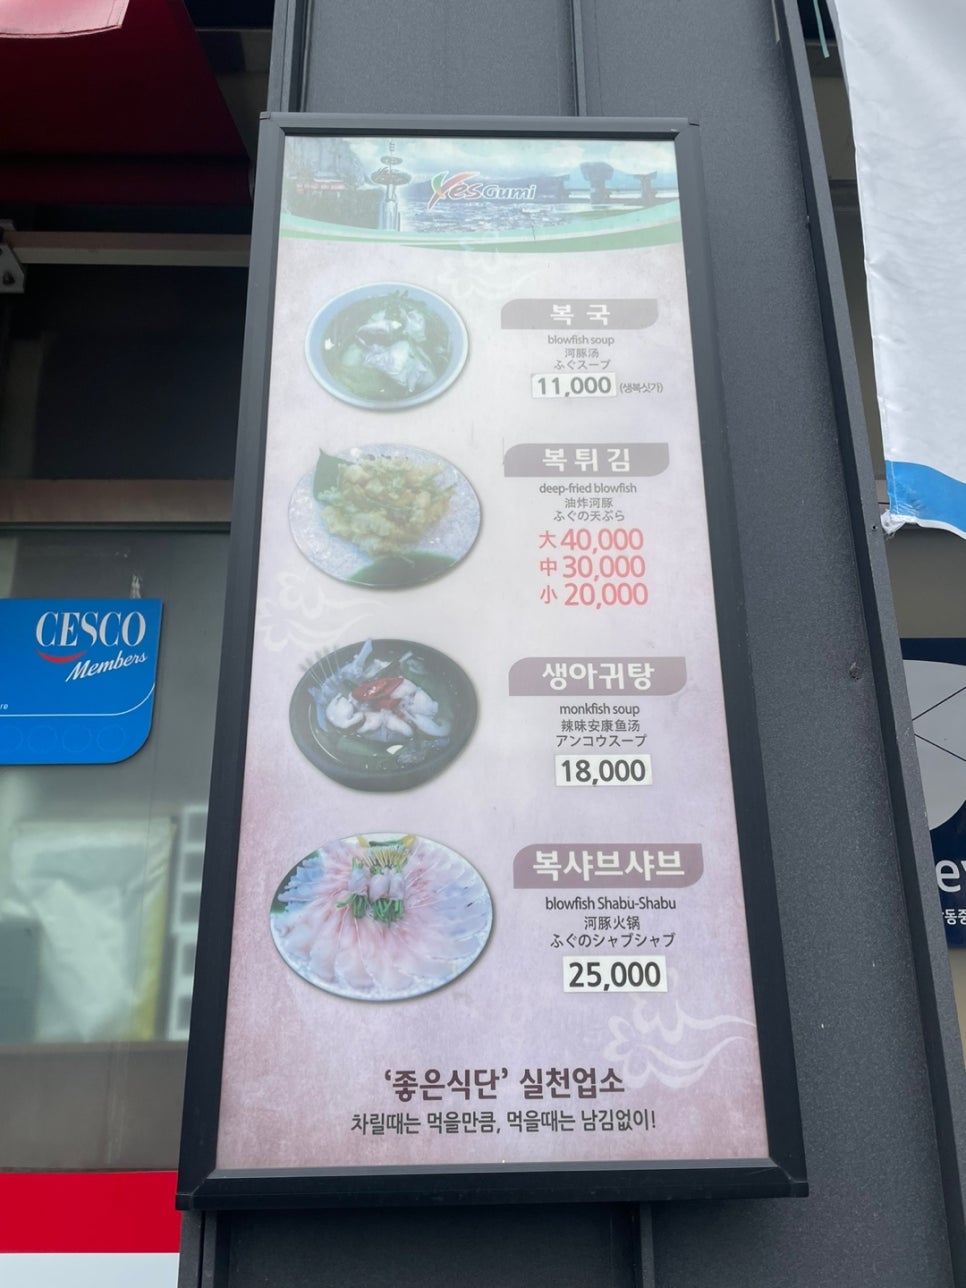 YesGumi
복국
blowfish soup
河豚汤
ふぐスープ
11,000 (생복싯가)
복튀김
deep-fried blowfish
油炸河豚
ふぐの天ぷら
大 40,000
中 30,000
小 20,000
생아귀탕
monkfish soup
辣味安康鱼汤
アンコウスープ
18,000
복샤브샤브
blowfish Shabu-Shabu
河豚火锅
ふぐのシャブシャブ
25,000
‘좋은식단’ 실천업소
차릴때는 먹을만큼, 먹을때는 남김없이!
CESCO
Members